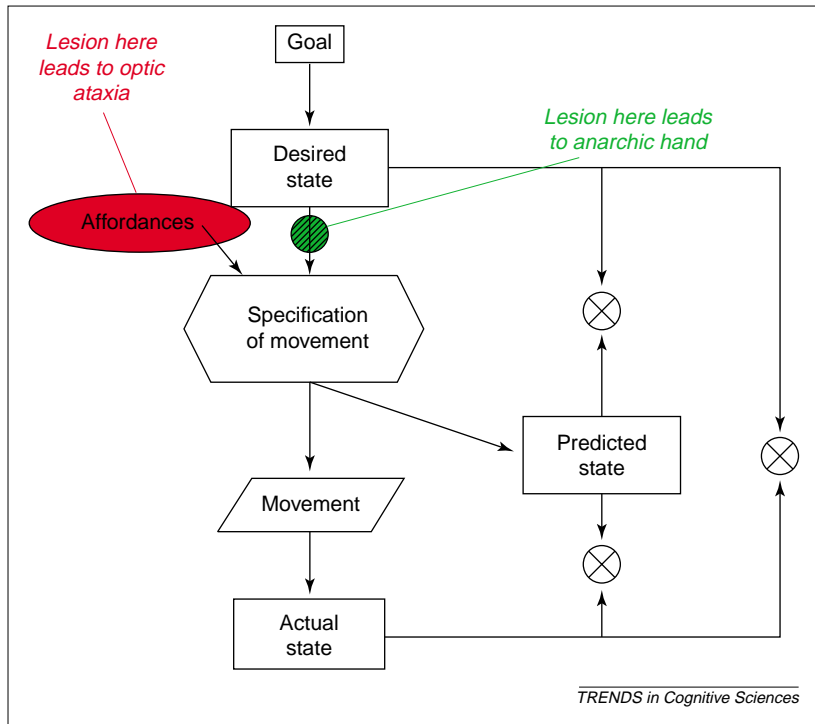 Lesion here
leads to optic
ataxia
Goal
Lesion here leads
to anarchic hand
Desired
state
Affordances
Specification
of movement
Predicted
state
Movement
Actual
state
TRENDS in Cognitive Sciences